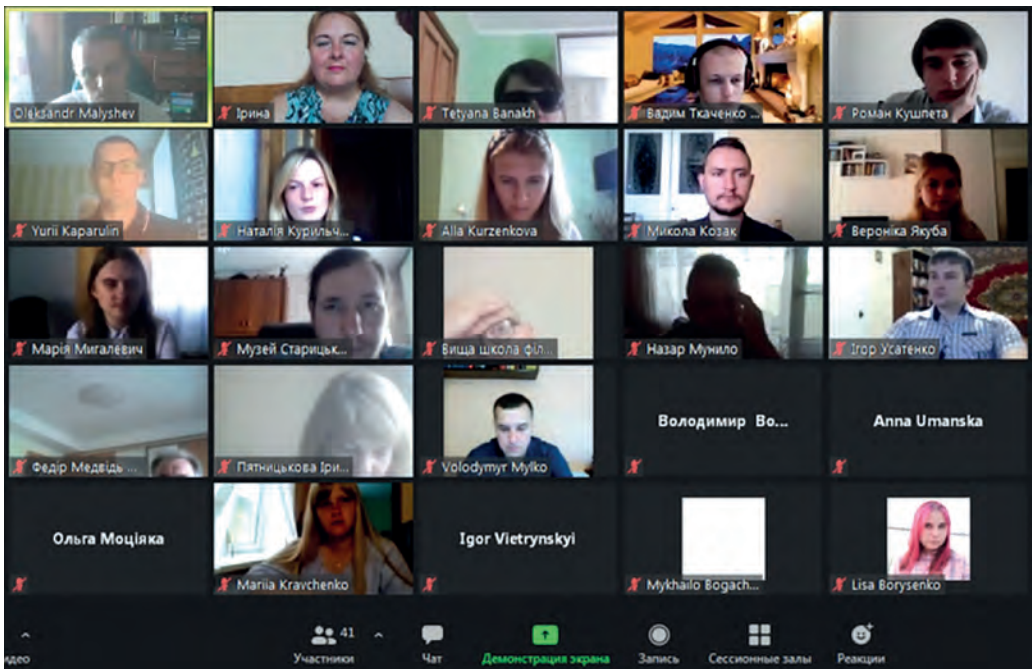 Oleksandr Malyshev
Ірина
Tetyana Banakh
Вадим Ткаченко ...
Роман Кушпета
Yurii Kaparulin
Наталія Курильч...
Alla Kurzenkova
Микола Козак
Вероніка Якуба
Марія Мигалевич
Музей Старицьк...
Вища школа філ...
Назар Мунило
Ігор Усатенко
Федір Медвідь ...
Пятницькова Іри...
Volodymyr Mylko
Володимир Во...
Anna Umanska
Ольга Моціяка
Mariia Kravchenko
Igor Vietrynskyi
Mykhailo Bogach...
Lisa Borysenko
41
идео
Участники
Чат
Демонстрация экрана
Запись
Сессионные залы
Реакции